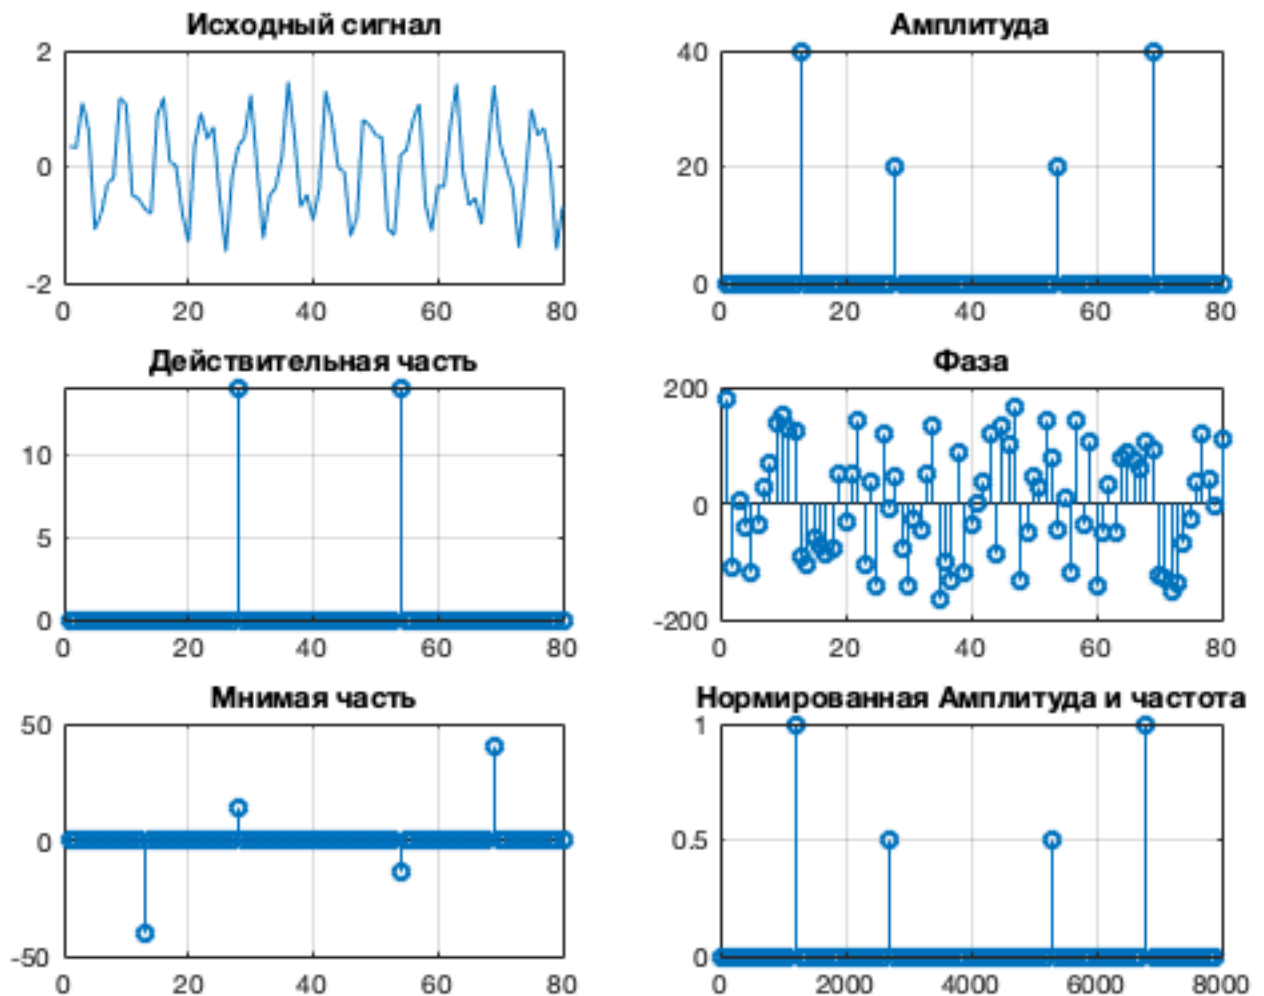 Исходный сигнал
2
0
-2
0 20 40 60 80
Амплитуда
40
20
0
0 20 40 60 80
Действительная часть
10
5
0
0 20 40 60 80
Фаза
200
0
-200
0 20 40 60 80
Мнимая часть
50
0
-50
0 20 40 60 80
Нормированная Амплитуда и частота
1
0.5
0
0 2000 4000 6000 8000